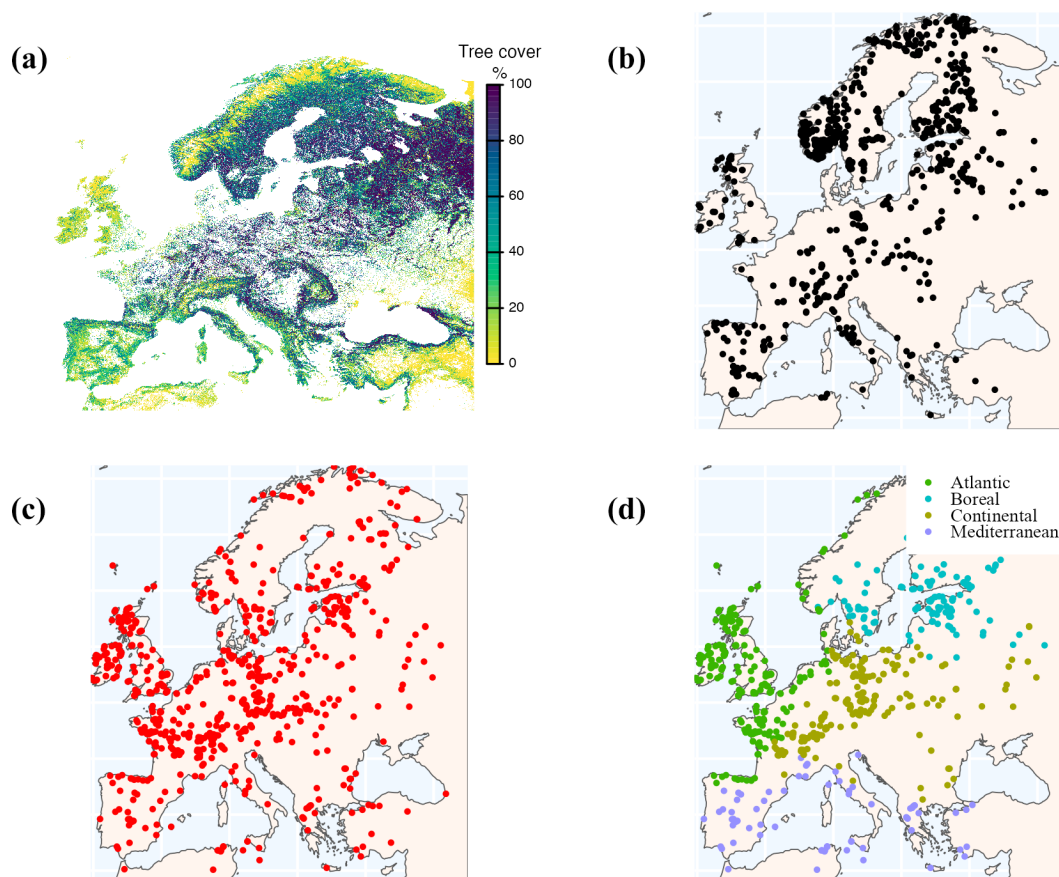 (a)
Tree cover
%
100
80
60
40
20
0
(b)
(c)
(d)
Atlantic
Boreal
Continental
Mediterranean